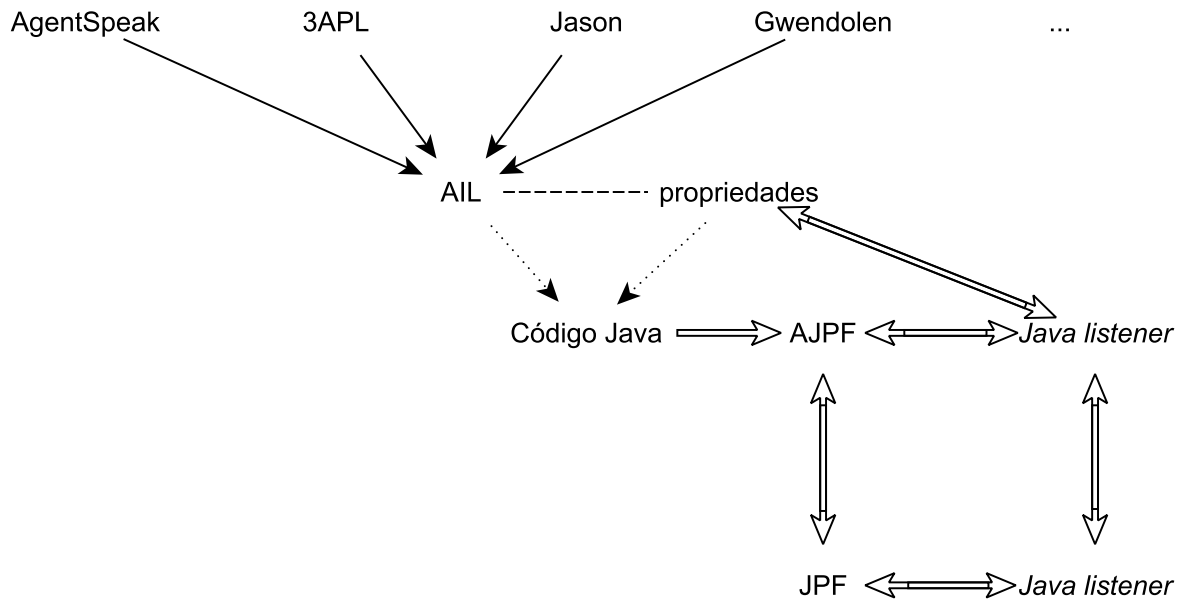 AgentSpeak 3APL Jason Gwendolen ...
AIL propriedades
Código Java AJPF Java listener
JPF Java listener